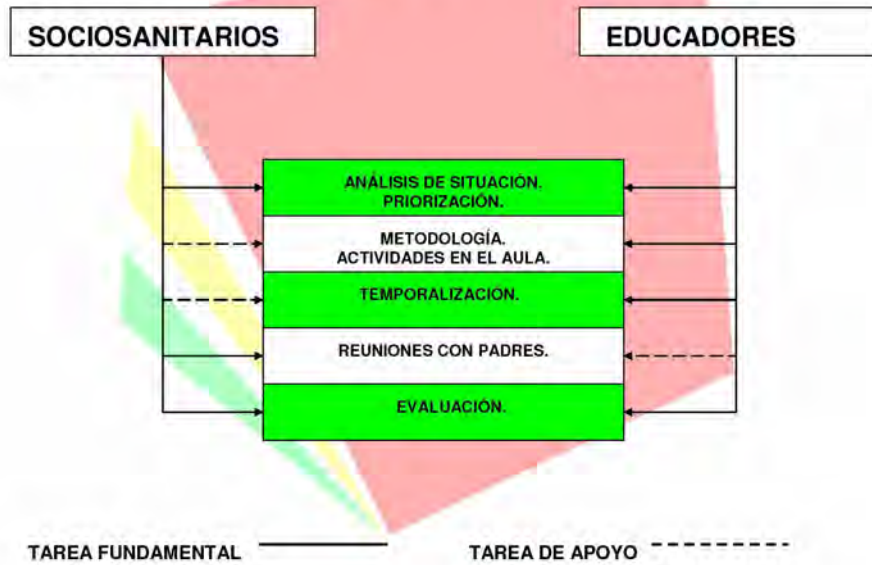 SOCIOSANITARIOS
EDUCADORES
ANÁLISIS DE SITUACIÓN.
PRIORIZACIÓN.
METODOLOGÍA.
ACTIVIDADES EN EL AULA.
TEMPORALIZACIÓN.
REUNIONES CON PADRES.
EVALUACIÓN.
TAREA FUNDAMENTAL
TAREA DE APOYO